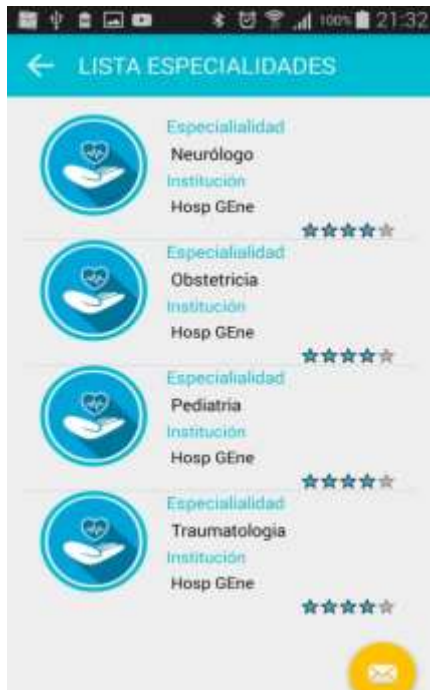 100% 21:32
LISTA ESPECIALIDADES
Especialialidad
Neurólogo
Institución
Hosp GEne
Especialialidad
Obstetricia
Institución
Hosp GEne
Especialialidad
Pediatria
Institución
Hosp GEne
Especialialidad
Traumatologia
Institución
Hosp GEne